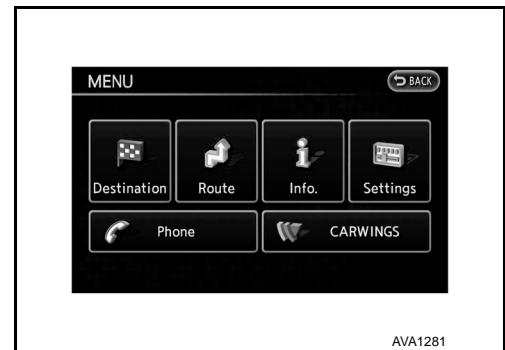 MENU
BACK
Destination
Route
Info.
Settings
Phone
CARWINGS
AVA1281